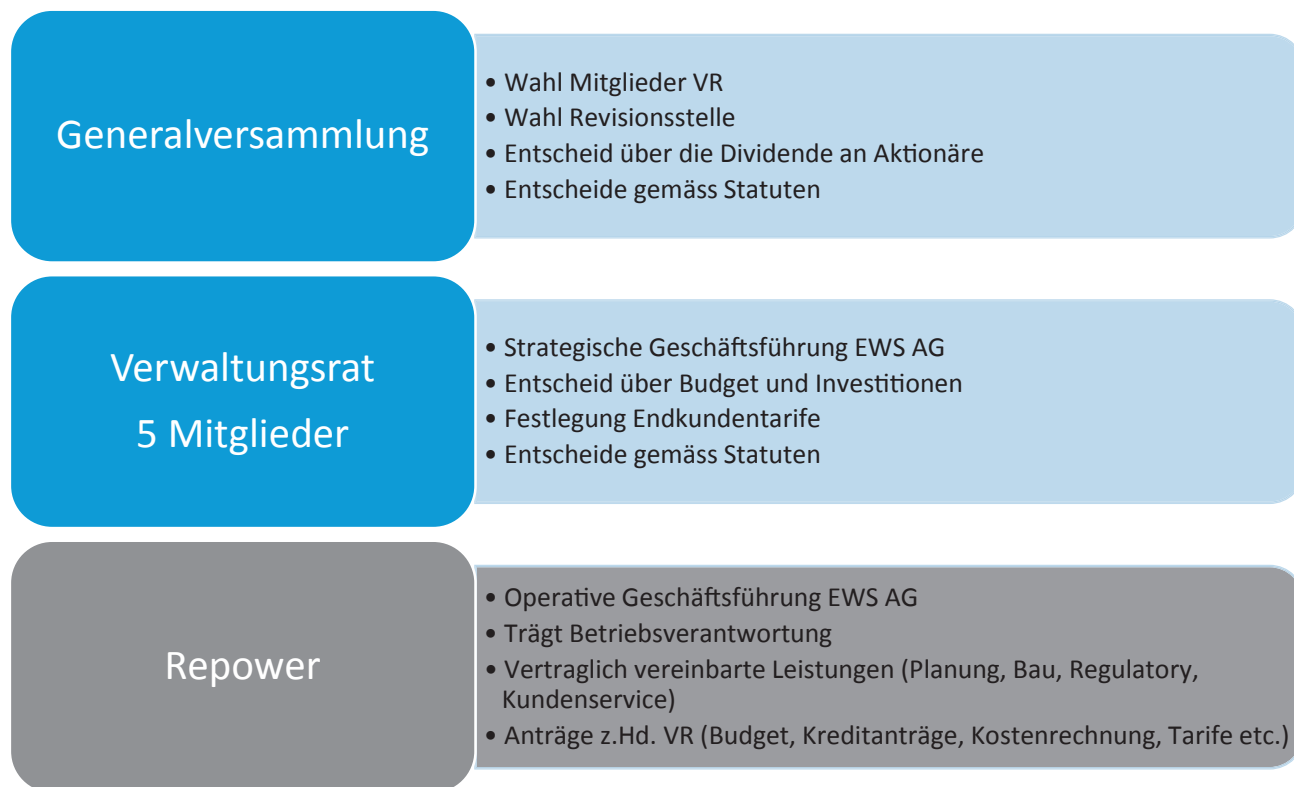 Generalversammlung
• Wahl Mitglieder VR
• Wahl Revisionsstelle
• Entscheid über die Dividende an Aktionäre
• Entscheide gemäss Statuten
Verwaltungsrat
5 Mitglieder
• Strategische Geschäftsführung EWS AG
• Entscheid über Budget und Investitionen
• Festlegung Endkundentarife
• Entscheide gemäss Statuten
Repower
• Operative Geschäftsführung EWS AG
• Trägt Betriebsverantwortung
• Vertraglich vereinbarte Leistungen (Planung, Bau, Regulatory,
Kundenservice)
• Anträge z.Hd. VR (Budget, Kreditanträge, Kostenrechnung, Tarife etc.)